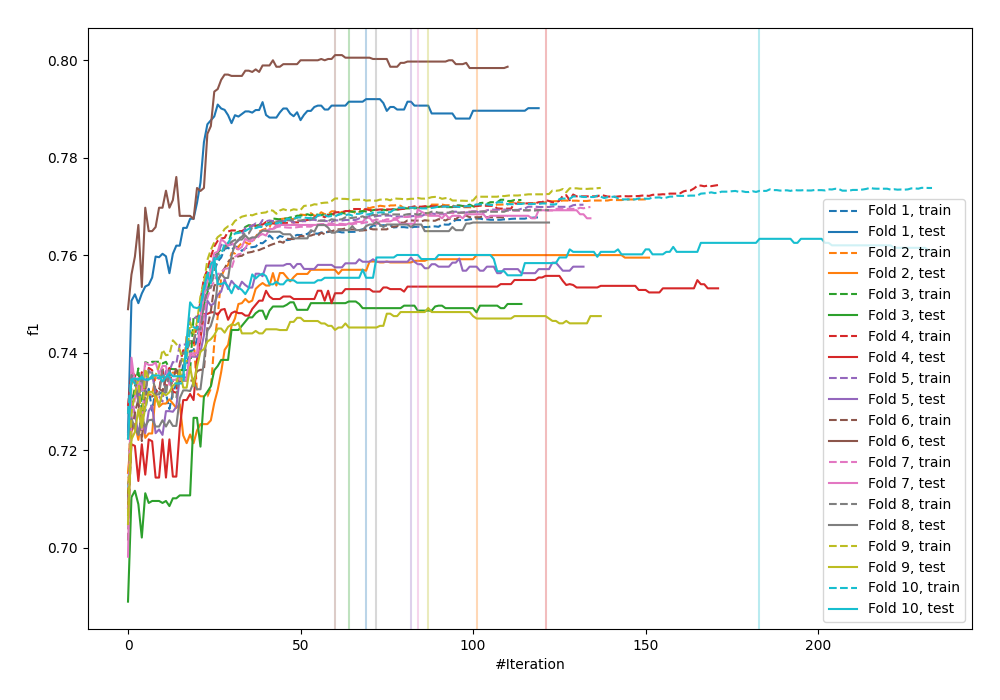 0.80
0.78
0.76
0.74
0.72
0.70
f1
0
50
100
150
200
#Iteration
Fold 1, train
Fold 1, test
Fold 2, train
Fold 2, test
Fold 3, train
Fold 3, test
Fold 4, train
Fold 4, test
Fold 5, train
Fold 5, test
Fold 6, train
Fold 6, test
Fold 7, train
Fold 7, test
Fold 8, train
Fold 8, test
Fold 9, train
Fold 9, test
Fold 10, train
Fold 10, test